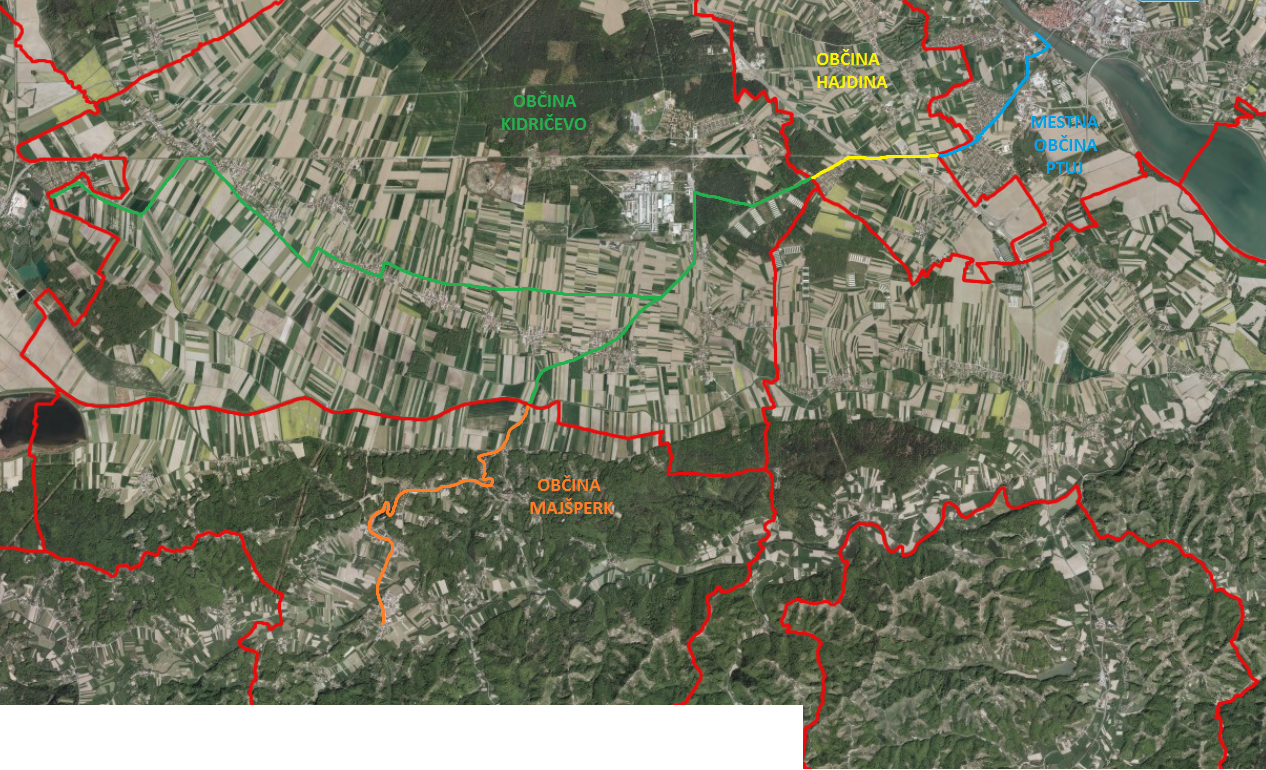 OBČINA
HAJDINA
OBČINA
KIDRIČEVO
MESTNA
OBČINA
PTUJ
OBČINA
MAJŠPERK